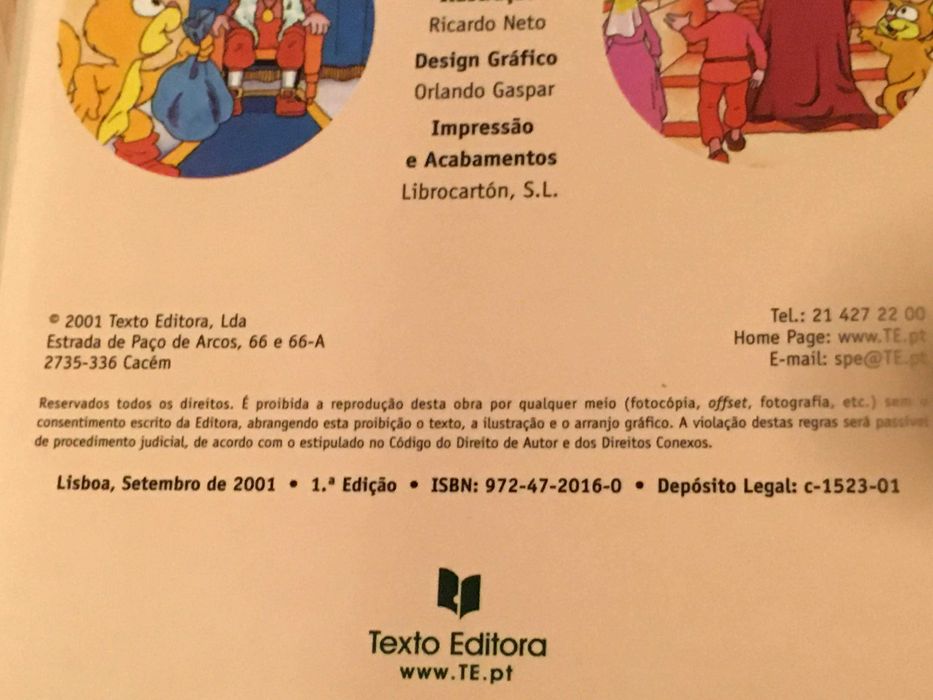 Ricardo Neto
Design Gráfico
Orlando Gaspar
Impressão
e Acabamentos
Librocartón, S.L.
© 2001 Texto Editora, Lda
Estrada de Paço de Arcos, 66 e 66-A
2735-336 Cacém
Tel.: 21 427 22 00
Home Page: www.TE.pt
E-mail: spe@TE.pt
Reservados todos os direitos. É proibida a reprodução desta obra por qualquer meio (fotocópia, offset, fotografia, etc.) sem o
consentimento escrito da Editora, abrangendo esta proibição o texto, a ilustração e o arranjo gráfico. A violação destas regras será passível
de procedimento judicial, de acordo com o estipulado no Código do Direito de Autor e dos Direitos Conexos.
Lisboa, Setembro de 2001 • 1.ª Edição • ISBN: 972-47-2016-0 • Depósito Legal: c-1523-01
Texto Editora
www.TE.pt